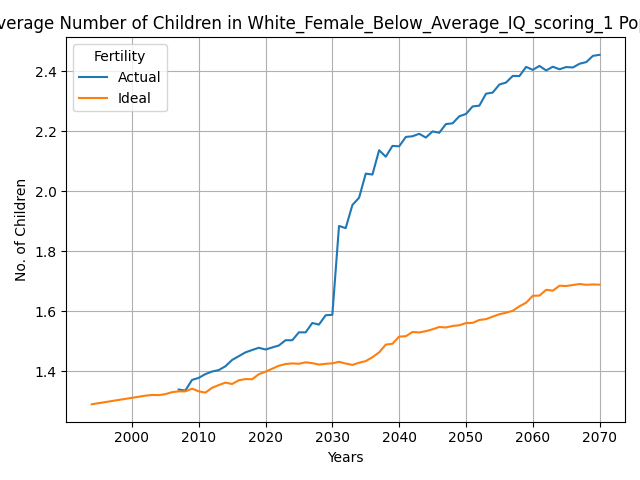 verage Number of Children in White_Female_Below_Average_IQ_scoring_1 Pop
Fertility
Actual
Ideal
No. of Children
2.4
2.2
2.0
1.8
1.6
1.4
2000 2010 2020 2030 2040 2050 2060 2070
Years